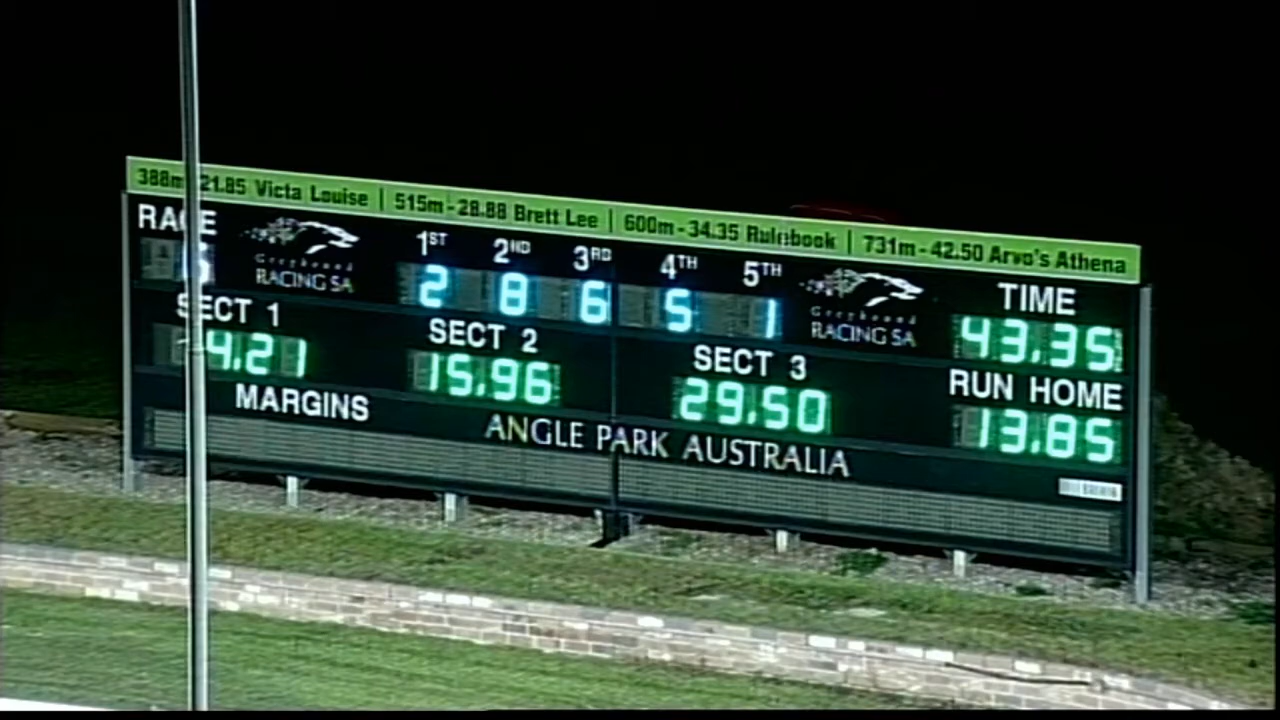 388m 21.85 Victa Louise | 515m - 28.88 Brett Lee | 600m - 34.35 Rulebook | 731m - 42.50 Arvo's Athena
RACE
Greyhound
RACING SA
1ST 2ND 3RD 4TH 5TH
2 8 6 5 1
Greyhound
RACING SA
TIME
43.35
SECT 1
4.21
SECT 2
15.96
SECT 3
29.50
RUN HOME
13.85
MARGINS
ANGLE PARK AUSTRALIA